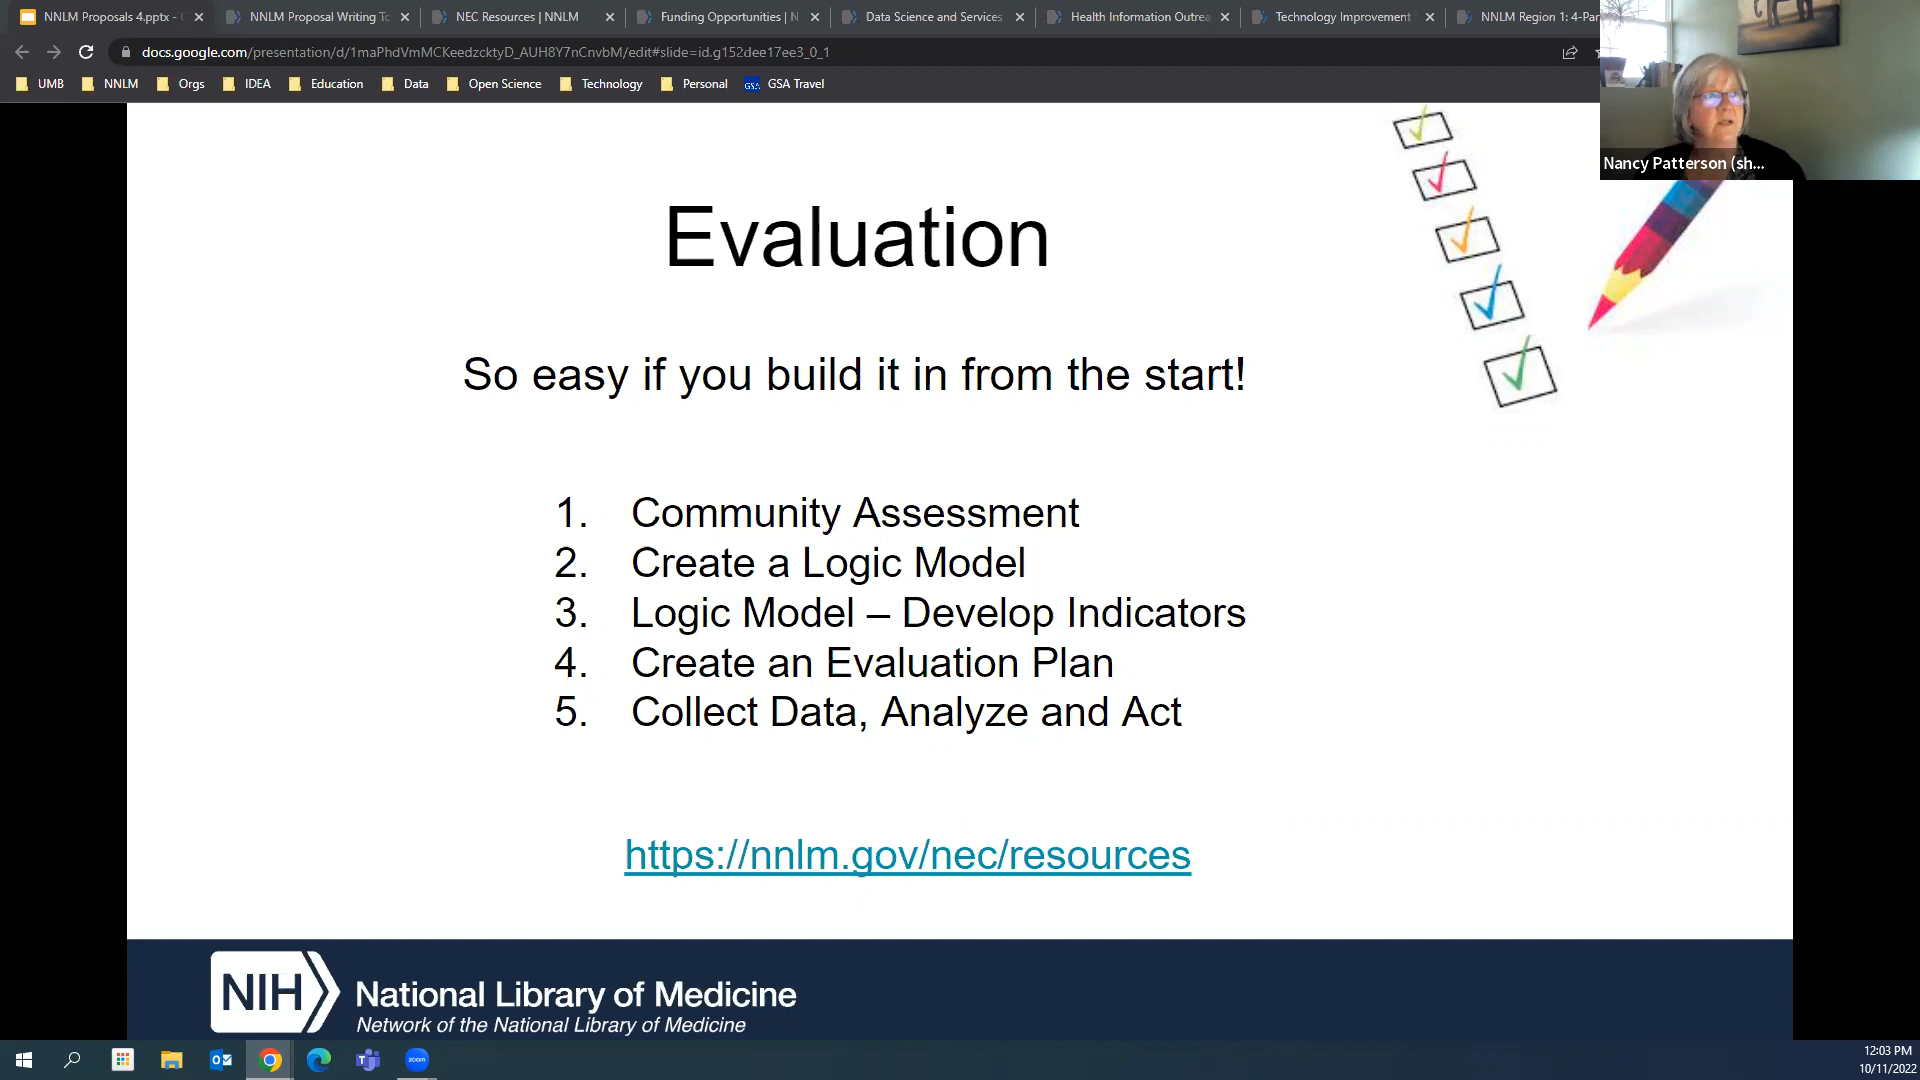 NNLM Proposals 4.pptx -
NNLM Proposal Writing To
NEC Resources | NNLM
Funding Opportunities | N
Data Science and Services
Health Information Outrea
Technology Improvement
NNLM Region 1: 4-Par
docs.google.com/presentation/d/1maPhdVmMCKeedzcktyD_AUH8Y7nCnvbM/edit#slide=id.g152dee17ee3_0_1
UMB
NNLM
Orgs
IDEA
Education
Data
Open Science
Technology
Personal
GSA GSA Travel
Nancy Patterson (sh...
Evaluation
So easy if you build it in from the start!
1. Community Assessment
2. Create a Logic Model
3. Logic Model – Develop Indicators
4. Create an Evaluation Plan
5. Collect Data, Analyze and Act
https://nnlm.gov/nec/resources
NIH
National Library of Medicine
Network of the National Library of Medicine
zoom
12:03 PM
10/11/2022